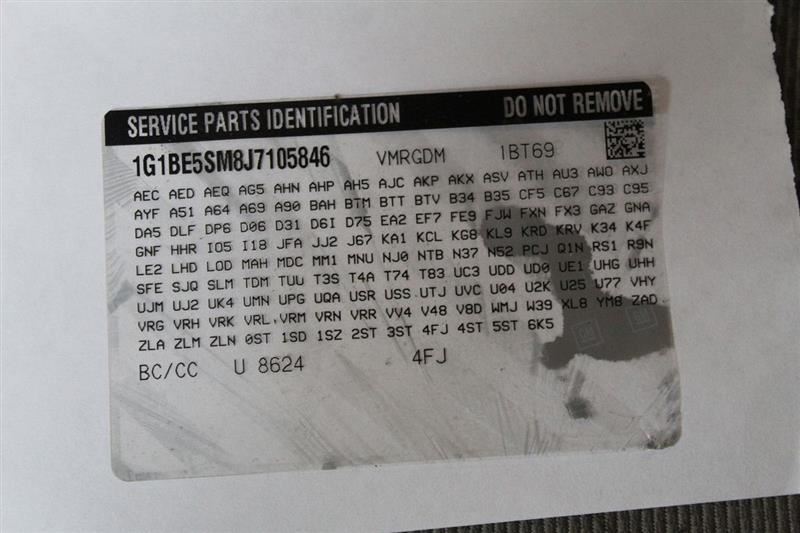 SERVICE PARTS IDENTIFICATION DO NOT REMOVE
1G1BE5SM8J7105846 VMRGDM 1BT69
AEC AED AEQ AG5 AHN AHP AH5 AJC AKP AKX ASV ATH AU3 AWO AXJ
AYF A51 A64 A69 A90 BAH BTM BTT BTV B34 B35 CF5 C67 C93 C95
DA5 DLF DP6 D06 D31 D6I D75 EA2 EF7 FE9 FJW FXN FX3 GAZ GNA
GNF HHR IO5 I18 JFA JJ2 J67 KA1 KCL KG8 KL9 KRD KRV K34 K4F
LE2 LHD LOD MAH MDC MM1 MNU NJ0 NTB N37 N52 PCJ Q1N RS1 R9N
SFE SJQ SLM TDM TUU T3S T4A T74 T83 UC3 UDD UD0 UE1 UHG UHH
UJM UJ2 UK4 UMN UPG UQA USR USS UTJ UVC U04 U2K U25 U77 VHY
VRG VRH VRK VRL VRM VRN VRR VV4 V48 V8D WMJ W39 XL8 YM8 ZAD
ZLA ZLM ZLN 0ST 1SD 1SZ 2ST 3ST 4FJ 4ST 5ST 6K5
BC/CC U 8624 4FJ